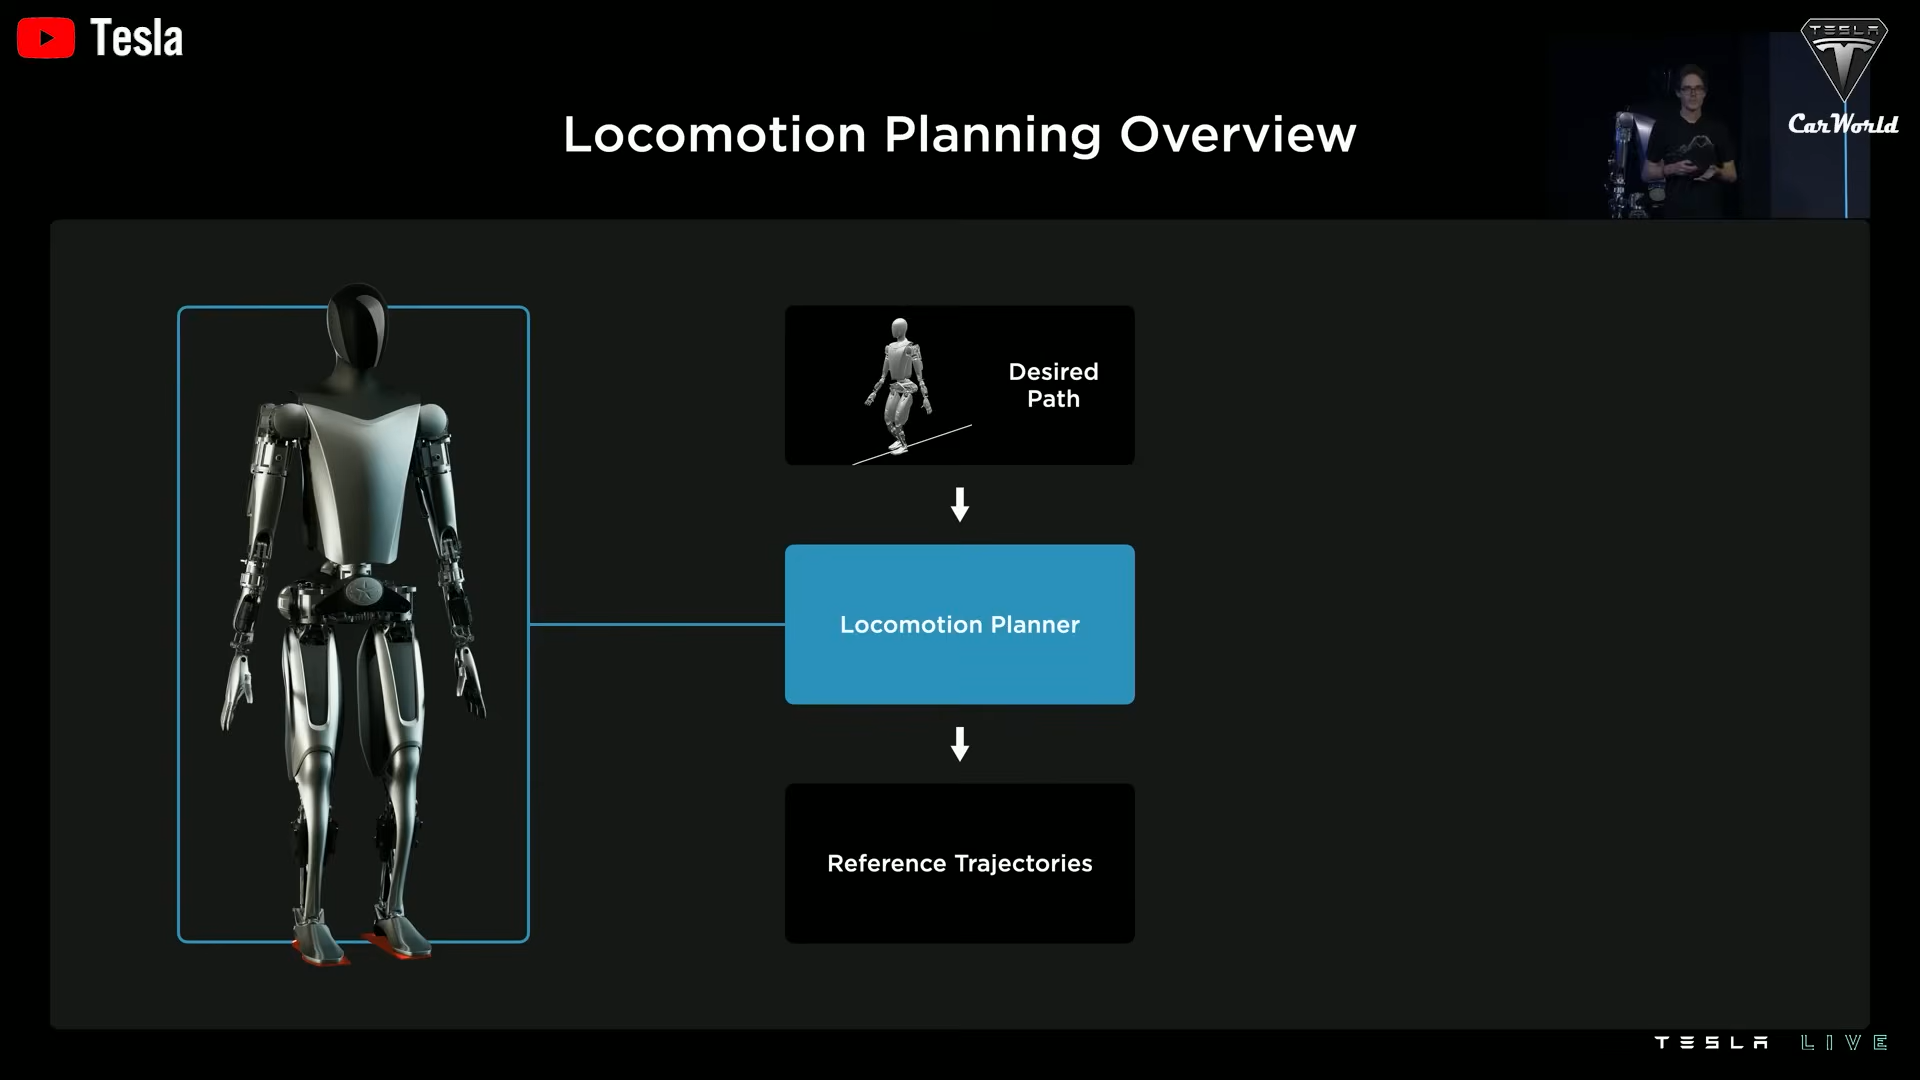 Tesla
TESLA
CarWorld
Locomotion Planning Overview
Desired
Path
Locomotion Planner
Reference Trajectories
TESLA LIVE